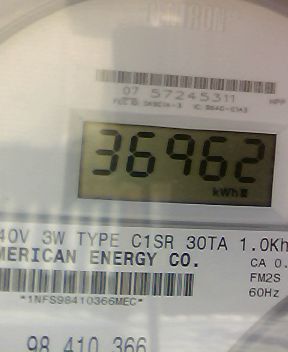 07 57245311
36962
kWh
40V 3W TYPE C1SR 30TA 1.0Kh
MERICAN ENERGY CO.
CA 0.
FM2S
*1NFS98410366MEC*
60Hz
98 410 366